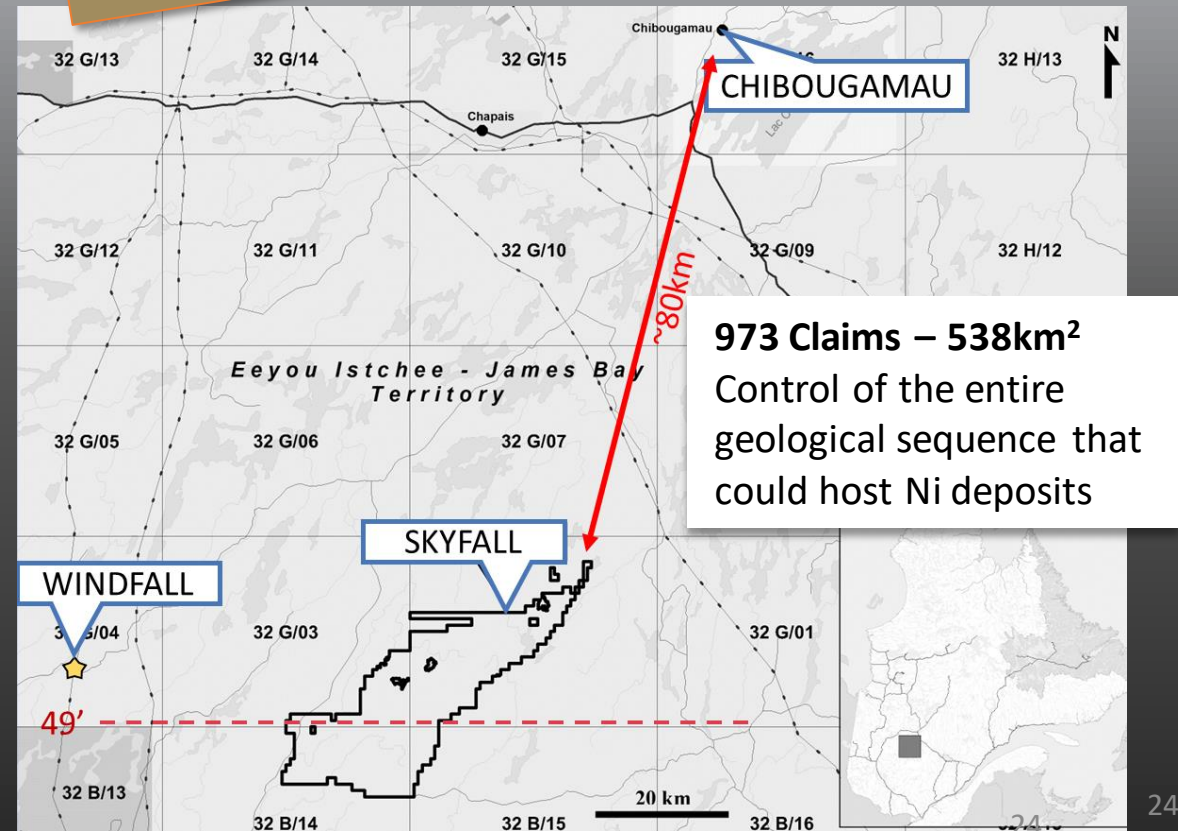 Chibougamau
N
32 G/13
32 G/14
32 G/15
32 H/13
CHIBOUGAMAU
Chapais
Lac
32 G/12
32 G/11
32 G/10
32 G/09
32 H/12
~80km
973 Claims – 538km²
Control of the entire
geological sequence that
could host Ni deposits
Eeyou Istchee - James Bay
Territory
32 G/05
32 G/06
32 G/07
SKYFALL
WINDFALL
32 G/03
32 G/01
49'
32 B/13
20 km
32 B/14
32 B/15
32 B/16
24
24